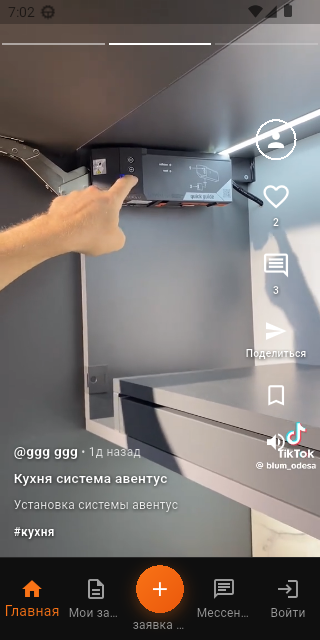 7:02
2
3
Поделиться
TikTok
@ blum_odesa
@ggg ggg • 1д назад
Кухня система авентус
Установка системы авентус
#кухня
Главная
Мои за...
заявка ...
Мессен...
Войти